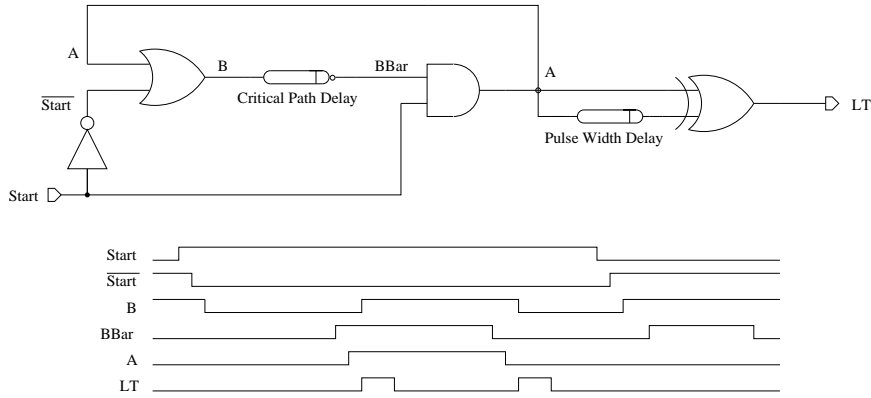 A
B
BBar
A
Critical Path Delay
Start
Pulse Width Delay
LT
Start
Start
Start
B
BBar
A
LT